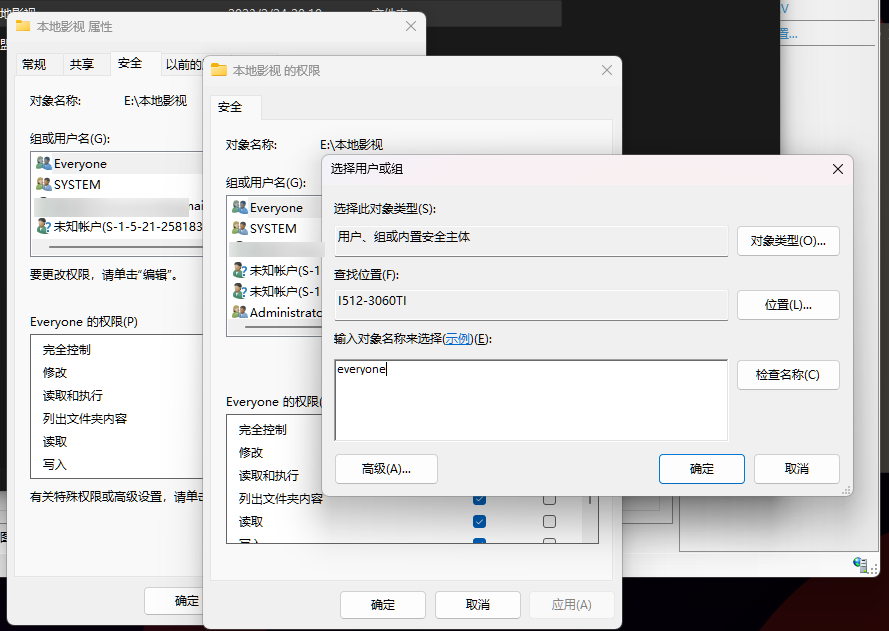 本地影视 属性
常规
共享
安全
以前的
对象名称:
E:\本地影视
组或用户名(G):
Everyone
SYSTEM
未知帐户(S-1-5-21-258183
要更改权限，请单击“编辑”。
Everyone 的权限(P)
完全控制
修改
读取和执行
列出文件夹内容
读取
写入
有关特殊权限或高级设置，请单击
确定
本地影视 的权限
安全
对象名称:
E:\本地影视
组或用户名(G):
Everyone
SYSTEM
未知帐户(S-1
未知帐户(S-1
Administrato
Everyone 的权限(
完全控制
修改
读取和执行
列出文件夹内容
读取
写入
确定
取消
应用(A)
选择用户或组
选择此对象类型(S):
用户、组或内置安全主体
对象类型(O)...
查找位置(F):
I512-3060TI
位置(L)...
输入对象名称来选择(示例)(E):
everyone
检查名称(C)
高级(A)...
确定
取消